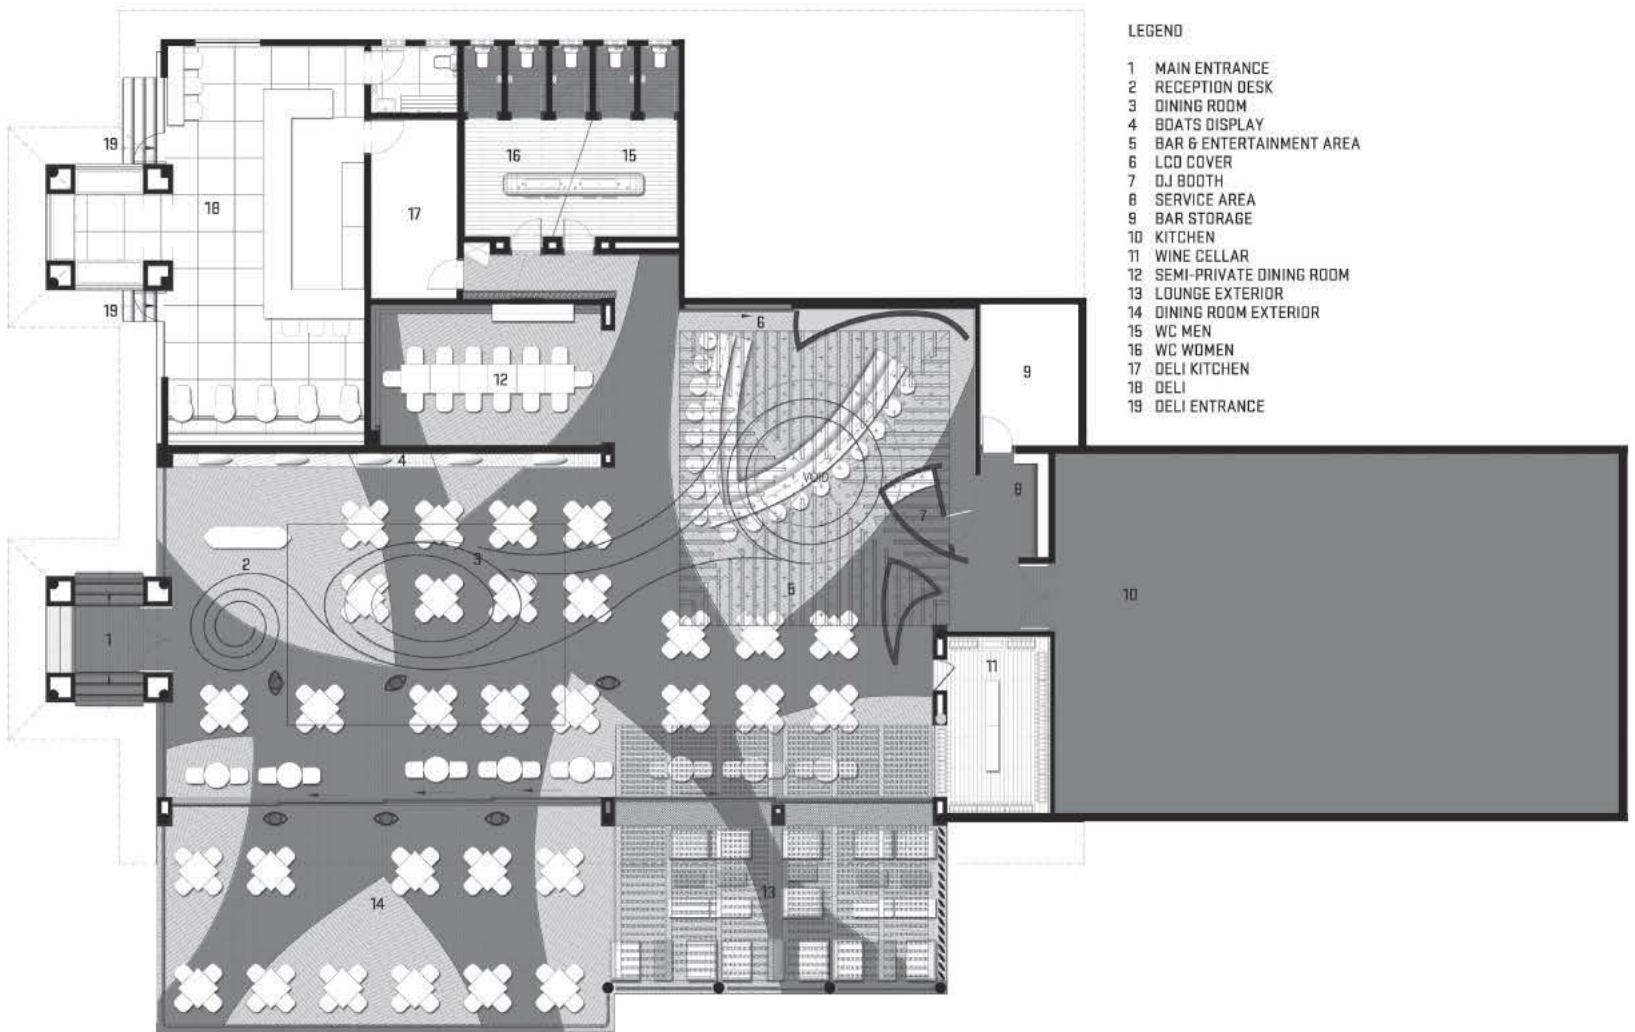 LEGEND
1 MAIN ENTRANCE
2 RECEPTION DESK
3 DINING ROOM
4 BOATS DISPLAY
5 BAR & ENTERTAINMENT AREA
6 LCD COVER
7 DJ BOOTH
8 SERVICE AREA
9 BAR STORAGE
10 KITCHEN
11 WINE CELLAR
12 SEMI-PRIVATE DINING ROOM
13 LOUNGE EXTERIOR
14 DINING ROOM EXTERIOR
15 WC MEN
16 WC WOMEN
17 DELI KITCHEN
18 DELI
19 DELI ENTRANCE
19
16
15
18
17
19
6
12
9
4
VOID
8
7
3
2
5
10
1
11
13
14